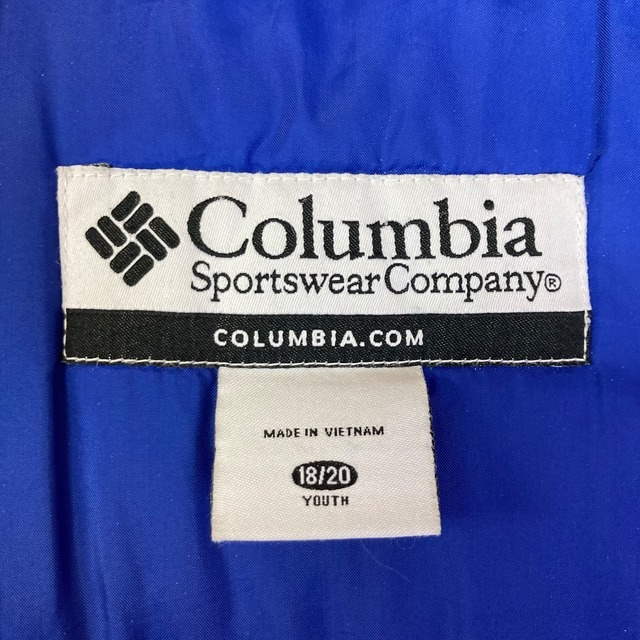 Columbia
Sportswear Company®
COLUMBIA.COM
MADE IN VIETNAM
18/20
YOUTH